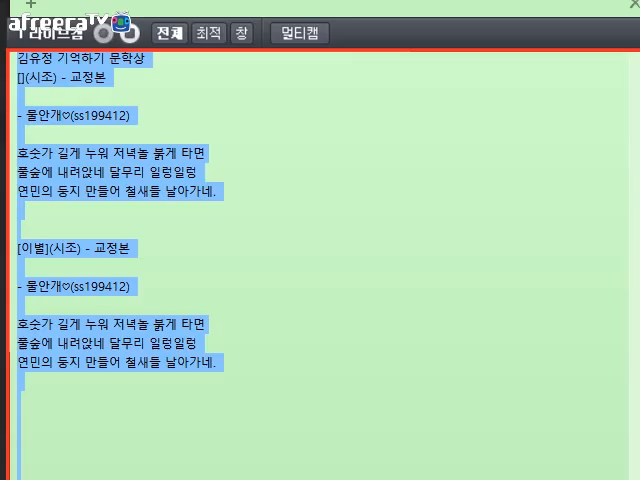 afreecaTV
라이브캠 전체 최적 창 멀티캠
김유정 기억하기 문학상
[](시조) - 교정본
- 물안개♡(ss199412)
호숫가 길게 누워 저녁놀 붉게 타면
풀숲에 내려앉네 달무리 일렁일렁
연민의 둥지 만들어 철새들 날아가네.
[이별](시조) - 교정본
- 물안개♡(ss199412)
호숫가 길게 누워 저녁놀 붉게 타면
풀숲에 내려앉네 달무리 일렁일렁
연민의 둥지 만들어 철새들 날아가네.